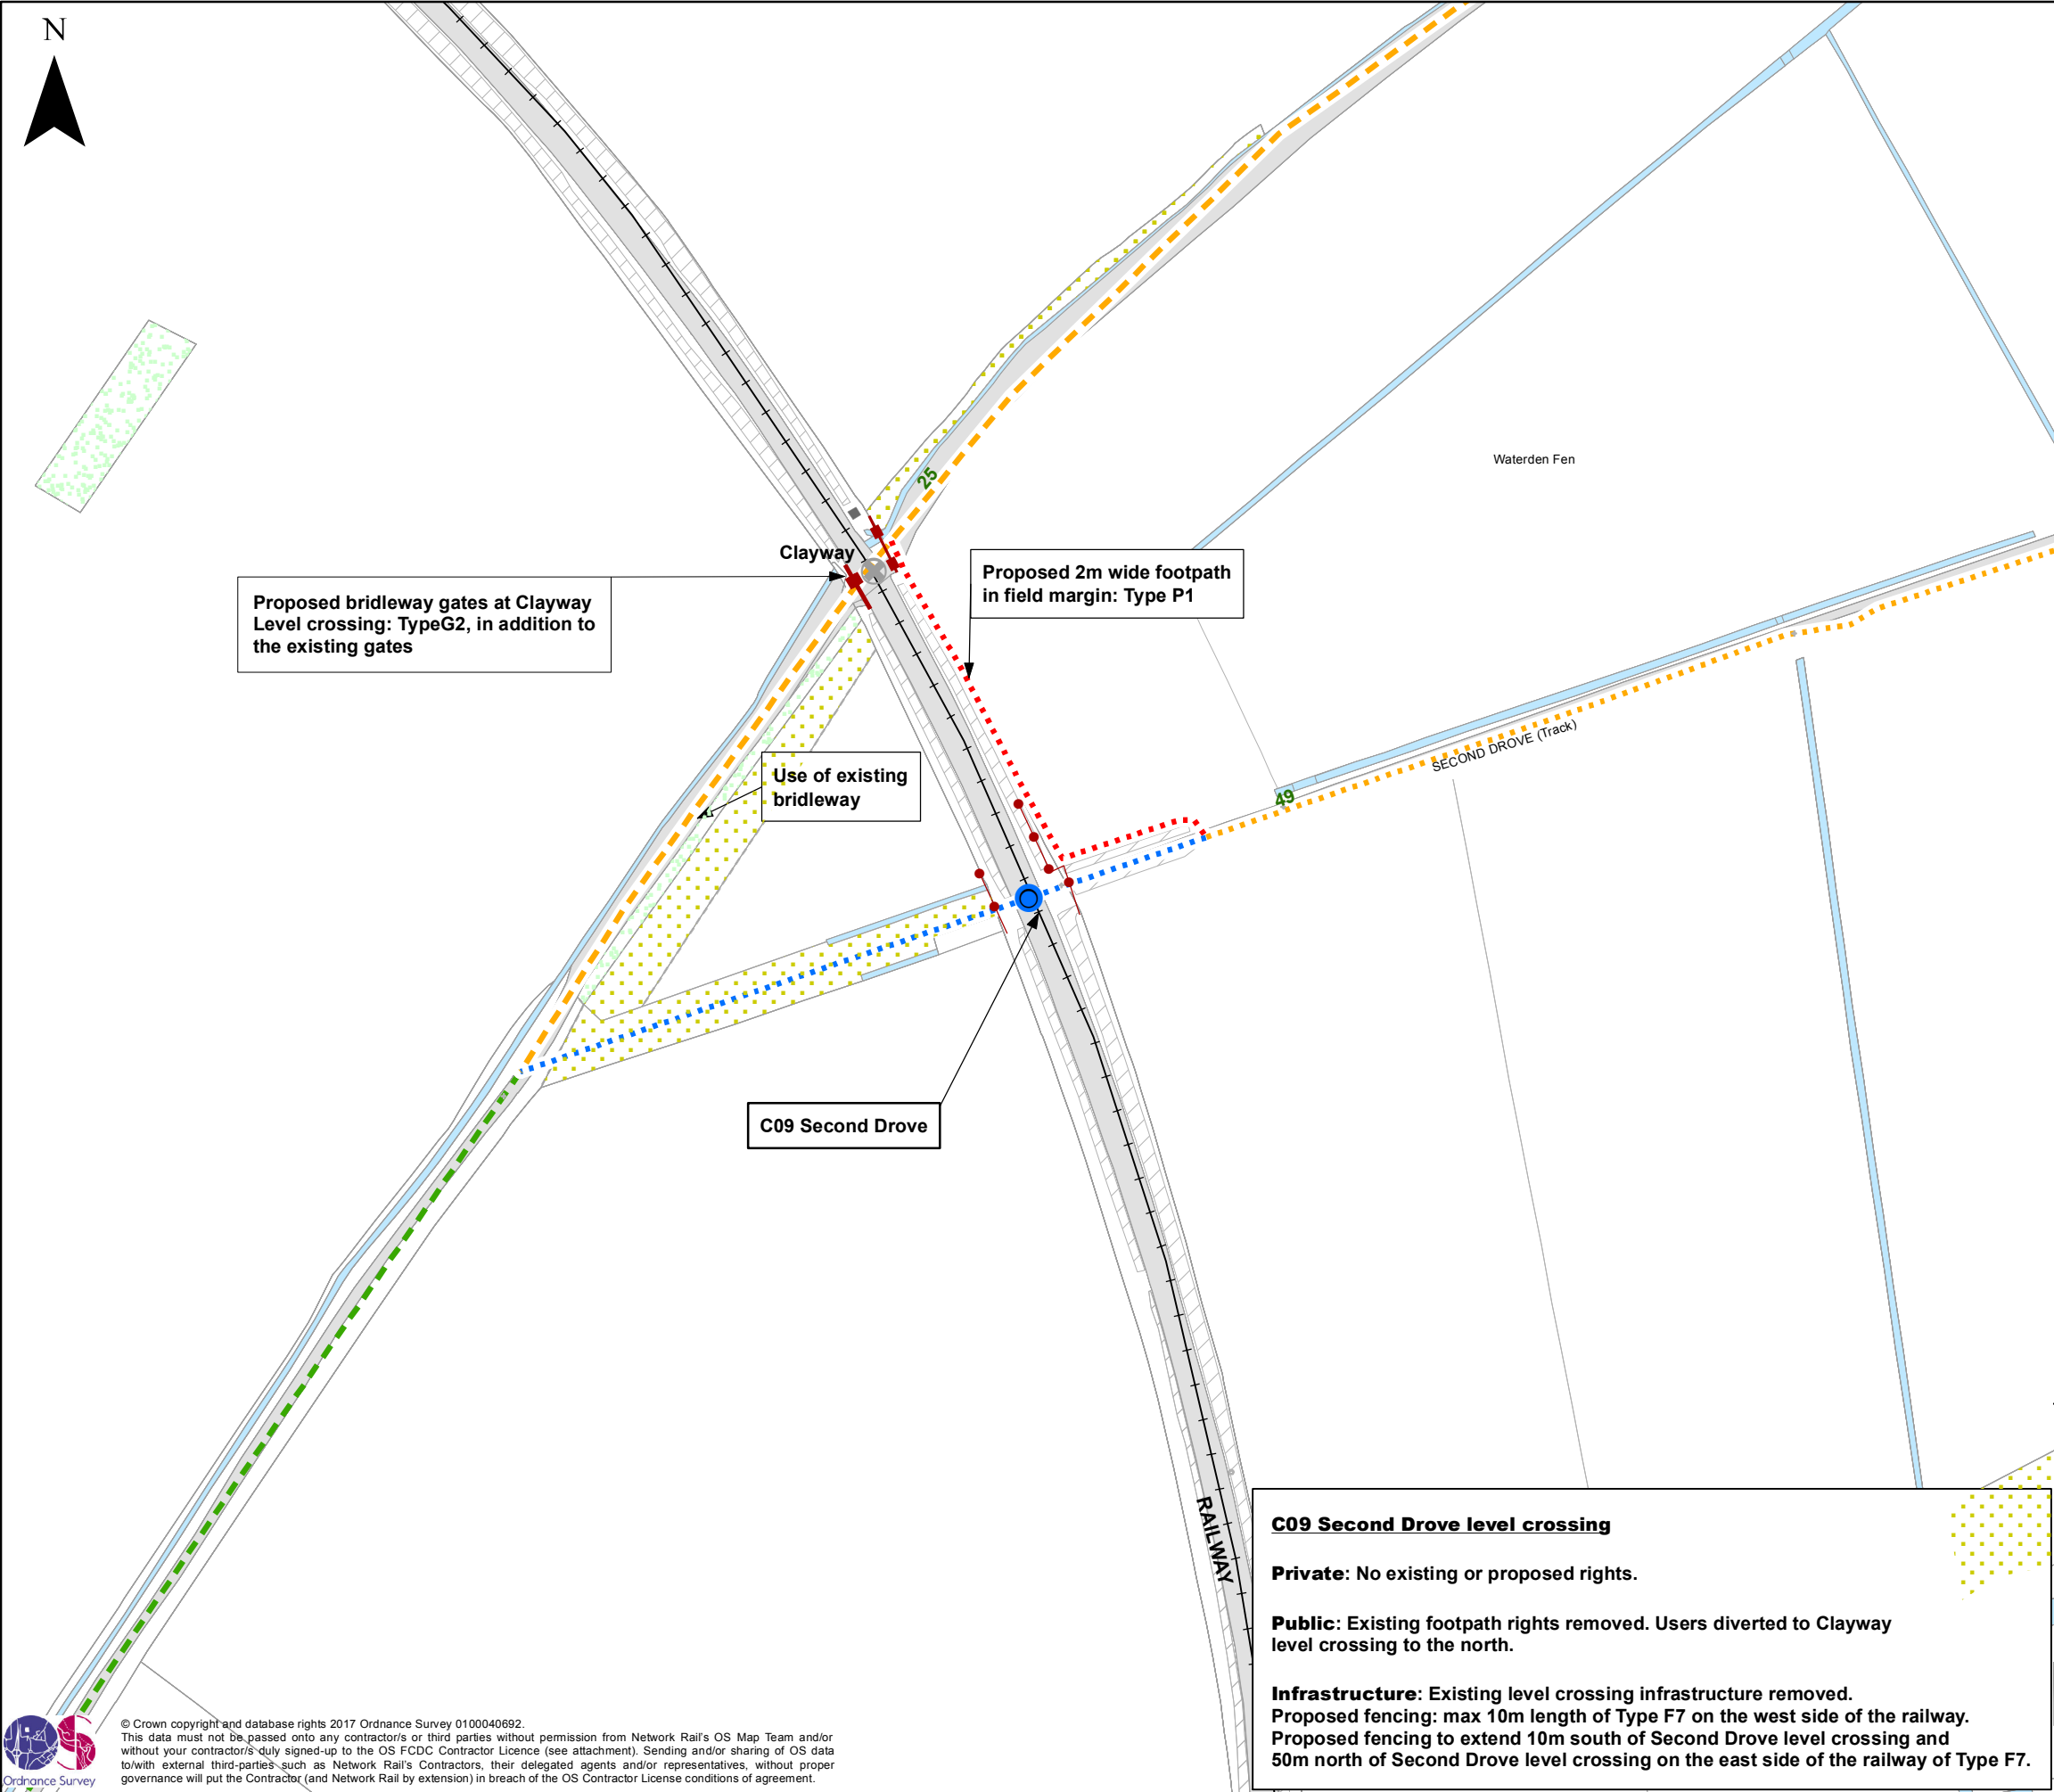 N
25
Waterden Fen
Clayway
Proposed 2m wide footpath
in field margin: Type P1
Proposed bridleway gates at Clayway
Level crossing: TypeG2, in addition to
the existing gates
SECOND DROVE (Track)
Use of existing
bridleway
49
C09 Second Drove
RAILWAY
C09 Second Drove level crossing
Private: No existing or proposed rights.
Public: Existing footpath rights removed. Users diverted to Clayway
level crossing to the north.
Infrastructure: Existing level crossing infrastructure removed.
Proposed fencing: max 10m length of Type F7 on the west side of the railway.
Proposed fencing to extend 10m south of Second Drove level crossing and
50m north of Second Drove level crossing on the east side of the railway of Type F7.
© Crown copyright and database rights 2017 Ordnance Survey 0100040692.
This data must not be passed onto any contractor/s or third parties without permission from Network Rail's OS Map Team and/or
without your contractor/s duly signed-up to the OS FCDC Contractor Licence (see attachment). Sending and/or sharing of OS data
to/with external third-parties such as Network Rail's Contractors, their delegated agents and/or representatives, without proper
governance will put the Contractor (and Network Rail by extension) in breach of the OS Contractor License conditions of agreement.
Ordnance Survey